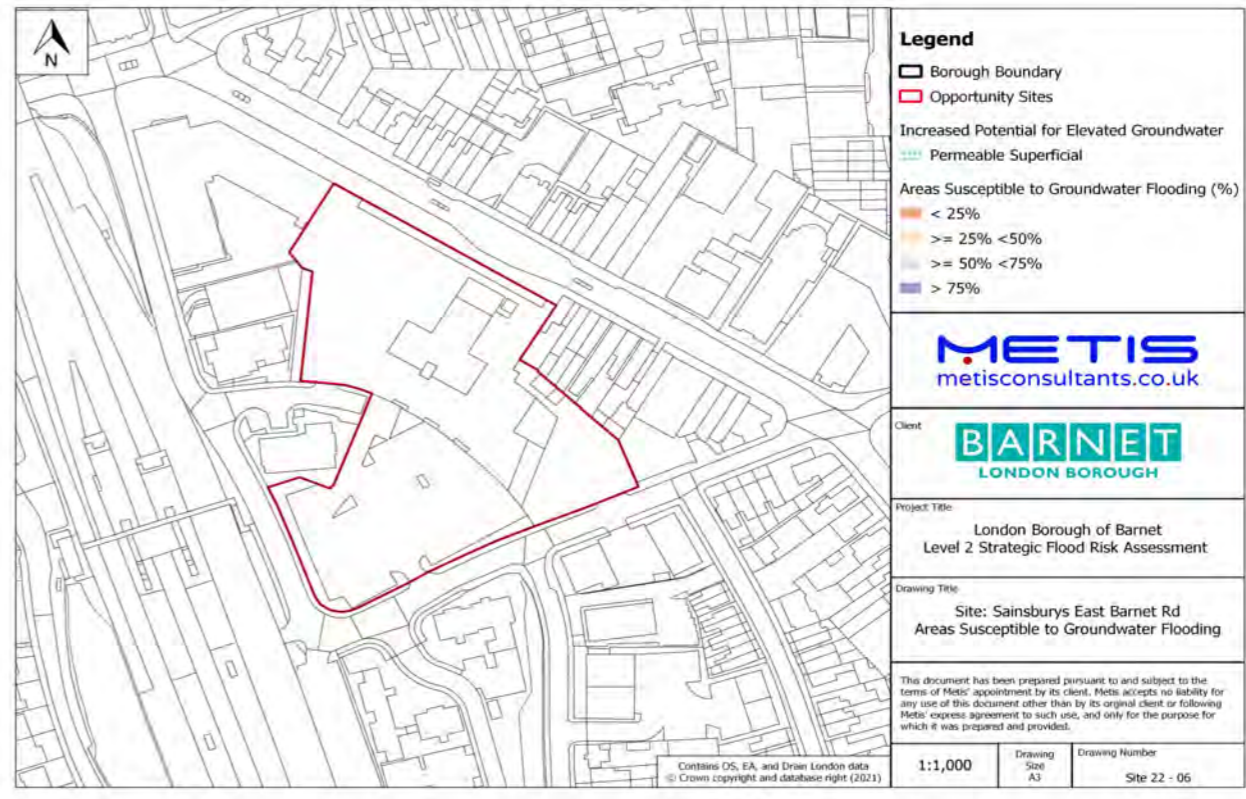 N
Legend
Borough Boundary
Opportunity Sites
Increased Potential for Elevated Groundwater
Permeable Superficial
Areas Susceptible to Groundwater Flooding (%)
< 25%
>= 25% <50%
>= 50% <75%
> 75%
METIS
metisconsultants.co.uk
Client
BARNET
LONDON BOROUGH
Project Title
London Borough of Barnet
Level 2 Strategic Flood Risk Assessment
Drawing Title
Site: Sainsburys East Barnet Rd
Areas Susceptible to Groundwater Flooding
This document has been prepared pursuant to and subject to the
terms of Metis' appointment by its client. Metis accepts no liability for
any use of this document other than by its orginal client or following
Metis' express agreement to such use, and only for the purpose for
which it was prepared and provided.
Contains OS, EA, and Drain London data
© Crown copyright and database right (2021)
1:1,000
Drawing
Size
A3
Drawing Number
Site 22 - 06